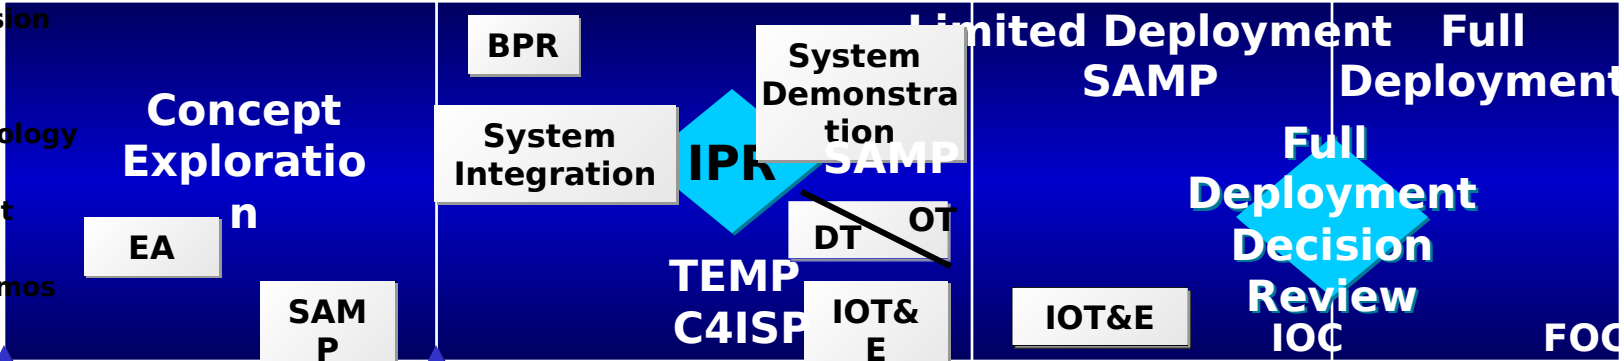 sion
ology
t
mos
Concept
Exploratio
n
EA
SAM
P
BPR
System
Integration
IPR
System
Demonstra
tion
SAMP
DT
OT
TEMP
C4ISP
IOT&
E
Limited Deployment
SAMP
IOT&E
Full
Deployment
Full
Deployment
Decision
Review
IOC
FOC